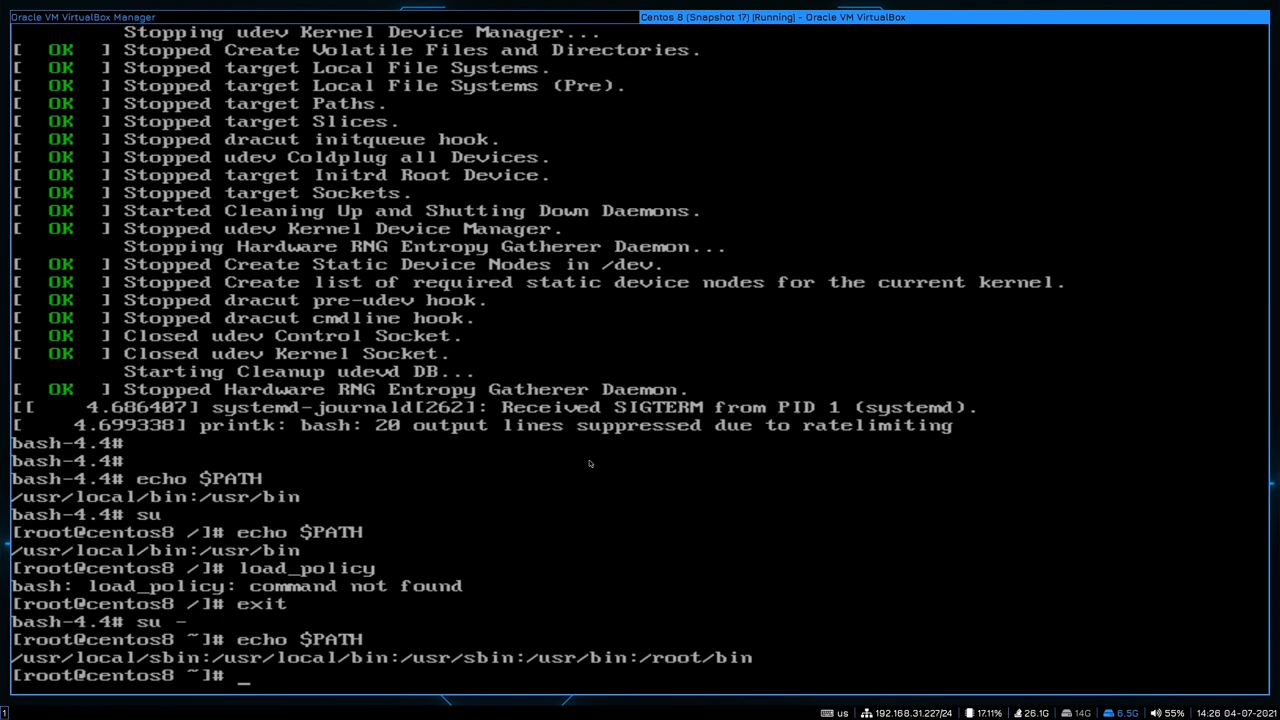 Oracle VM VirtualBox Manager
Centos 8 (Snapshot 17) [Running] - Oracle VM VirtualBox
Stopping udev Kernel Device Manager...
[ OK ] Stopped Create Volatile Files and Directories.
[ OK ] Stopped target Local File Systems.
[ OK ] Stopped target Local File Systems (Pre).
[ OK ] Stopped target Paths.
[ OK ] Stopped target Slices.
[ OK ] Stopped dracut initqueue hook.
[ OK ] Stopped udev Coldplug all Devices.
[ OK ] Stopped target Initrd Root Device.
[ OK ] Stopped target Sockets.
[ OK ] Started Cleaning Up and Shutting Down Daemons.
[ OK ] Stopped udev Kernel Device Manager.
Stopping Hardware RNG Entropy Gatherer Daemon...
[ OK ] Stopped Create Static Device Nodes in /dev.
[ OK ] Stopped Create list of required static device nodes for the current kernel.
[ OK ] Stopped dracut pre-udev hook.
[ OK ] Stopped dracut cmdline hook.
[ OK ] Closed udev Control Socket.
[ OK ] Closed udev Kernel Socket.
Starting Cleanup udevd DB...
[ OK ] Stopped Hardware RNG Entropy Gatherer Daemon.
[[ 4.686407] systemd-journald[262]: Received SIGTERM from PID 1 (systemd).
[ 4.699338] printk: bash: 20 output lines suppressed due to ratelimiting
bash-4.4#
bash-4.4#
bash-4.4# echo $PATH
/usr/local/bin:/usr/bin
bash-4.4# su
[root@centos8 /]# echo $PATH
/usr/local/bin:/usr/bin
[root@centos8 /]# load_policy
bash: load_policy: command not found
[root@centos8 /]# exit
bash-4.4# su -
[root@centos8 ~]# echo $PATH
/usr/local/sbin:/usr/local/bin:/usr/sbin:/usr/bin:/root/bin
[root@centos8 ~]# _
1
us 192.168.31.227/24 17.11% 26.1G 14G 6.5G 55% 14:26 04-07-2021